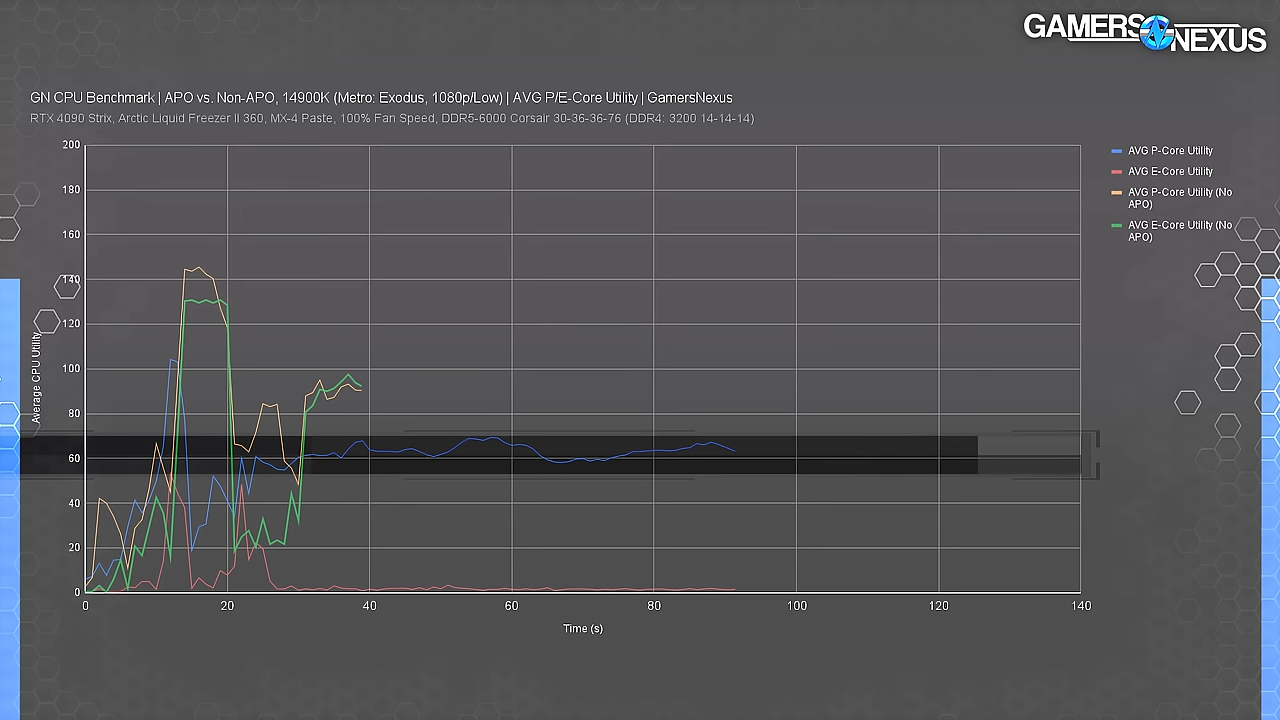 GAMERS NEXUS
GN CPU Benchmark | APO vs. Non-APO, 14900K (Metro: Exodus, 1080p/Low) | AVG P/E-Core Utility | GamersNexus
RTX 4090 Strix, Arctic Liquid Freezer II 360, MX-4 Paste, 100% Fan Speed, DDR5-6000 Corsair 30-36-36-76 (DDR4: 3200 14-14-14)
200
180
160
140
120
100
80
60
40
20
0
Average CPU Utility
0 20 40 60 80 100 120 140
Time (s)
AVG P-Core Utility
AVG E-Core Utility
AVG P-Core Utility (No
APO)
AVG E-Core Utility (No
APO)